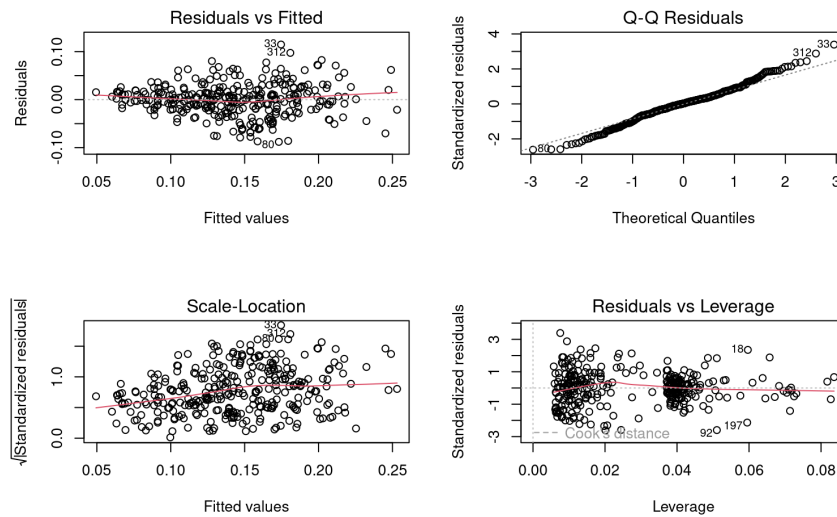 Residuals vs Fitted
Residuals
0.10
0.00
-0.10
33
312
80
0.05 0.10 0.15 0.20 0.25
Fitted values
Q-Q Residuals
Standardized residuals
4
2
0
-2
33
312
80
-3 -2 -1 0 1 2 3
Theoretical Quantiles
Scale-Location
√|Standardized residuals|
1.0
0.0
33
312
80
0.05 0.10 0.15 0.20 0.25
Fitted values
Residuals vs Leverage
Standardized residuals
3
1
-1
-3
18
197
92
Cook's distance
0.00 0.02 0.04 0.06 0.08
Leverage